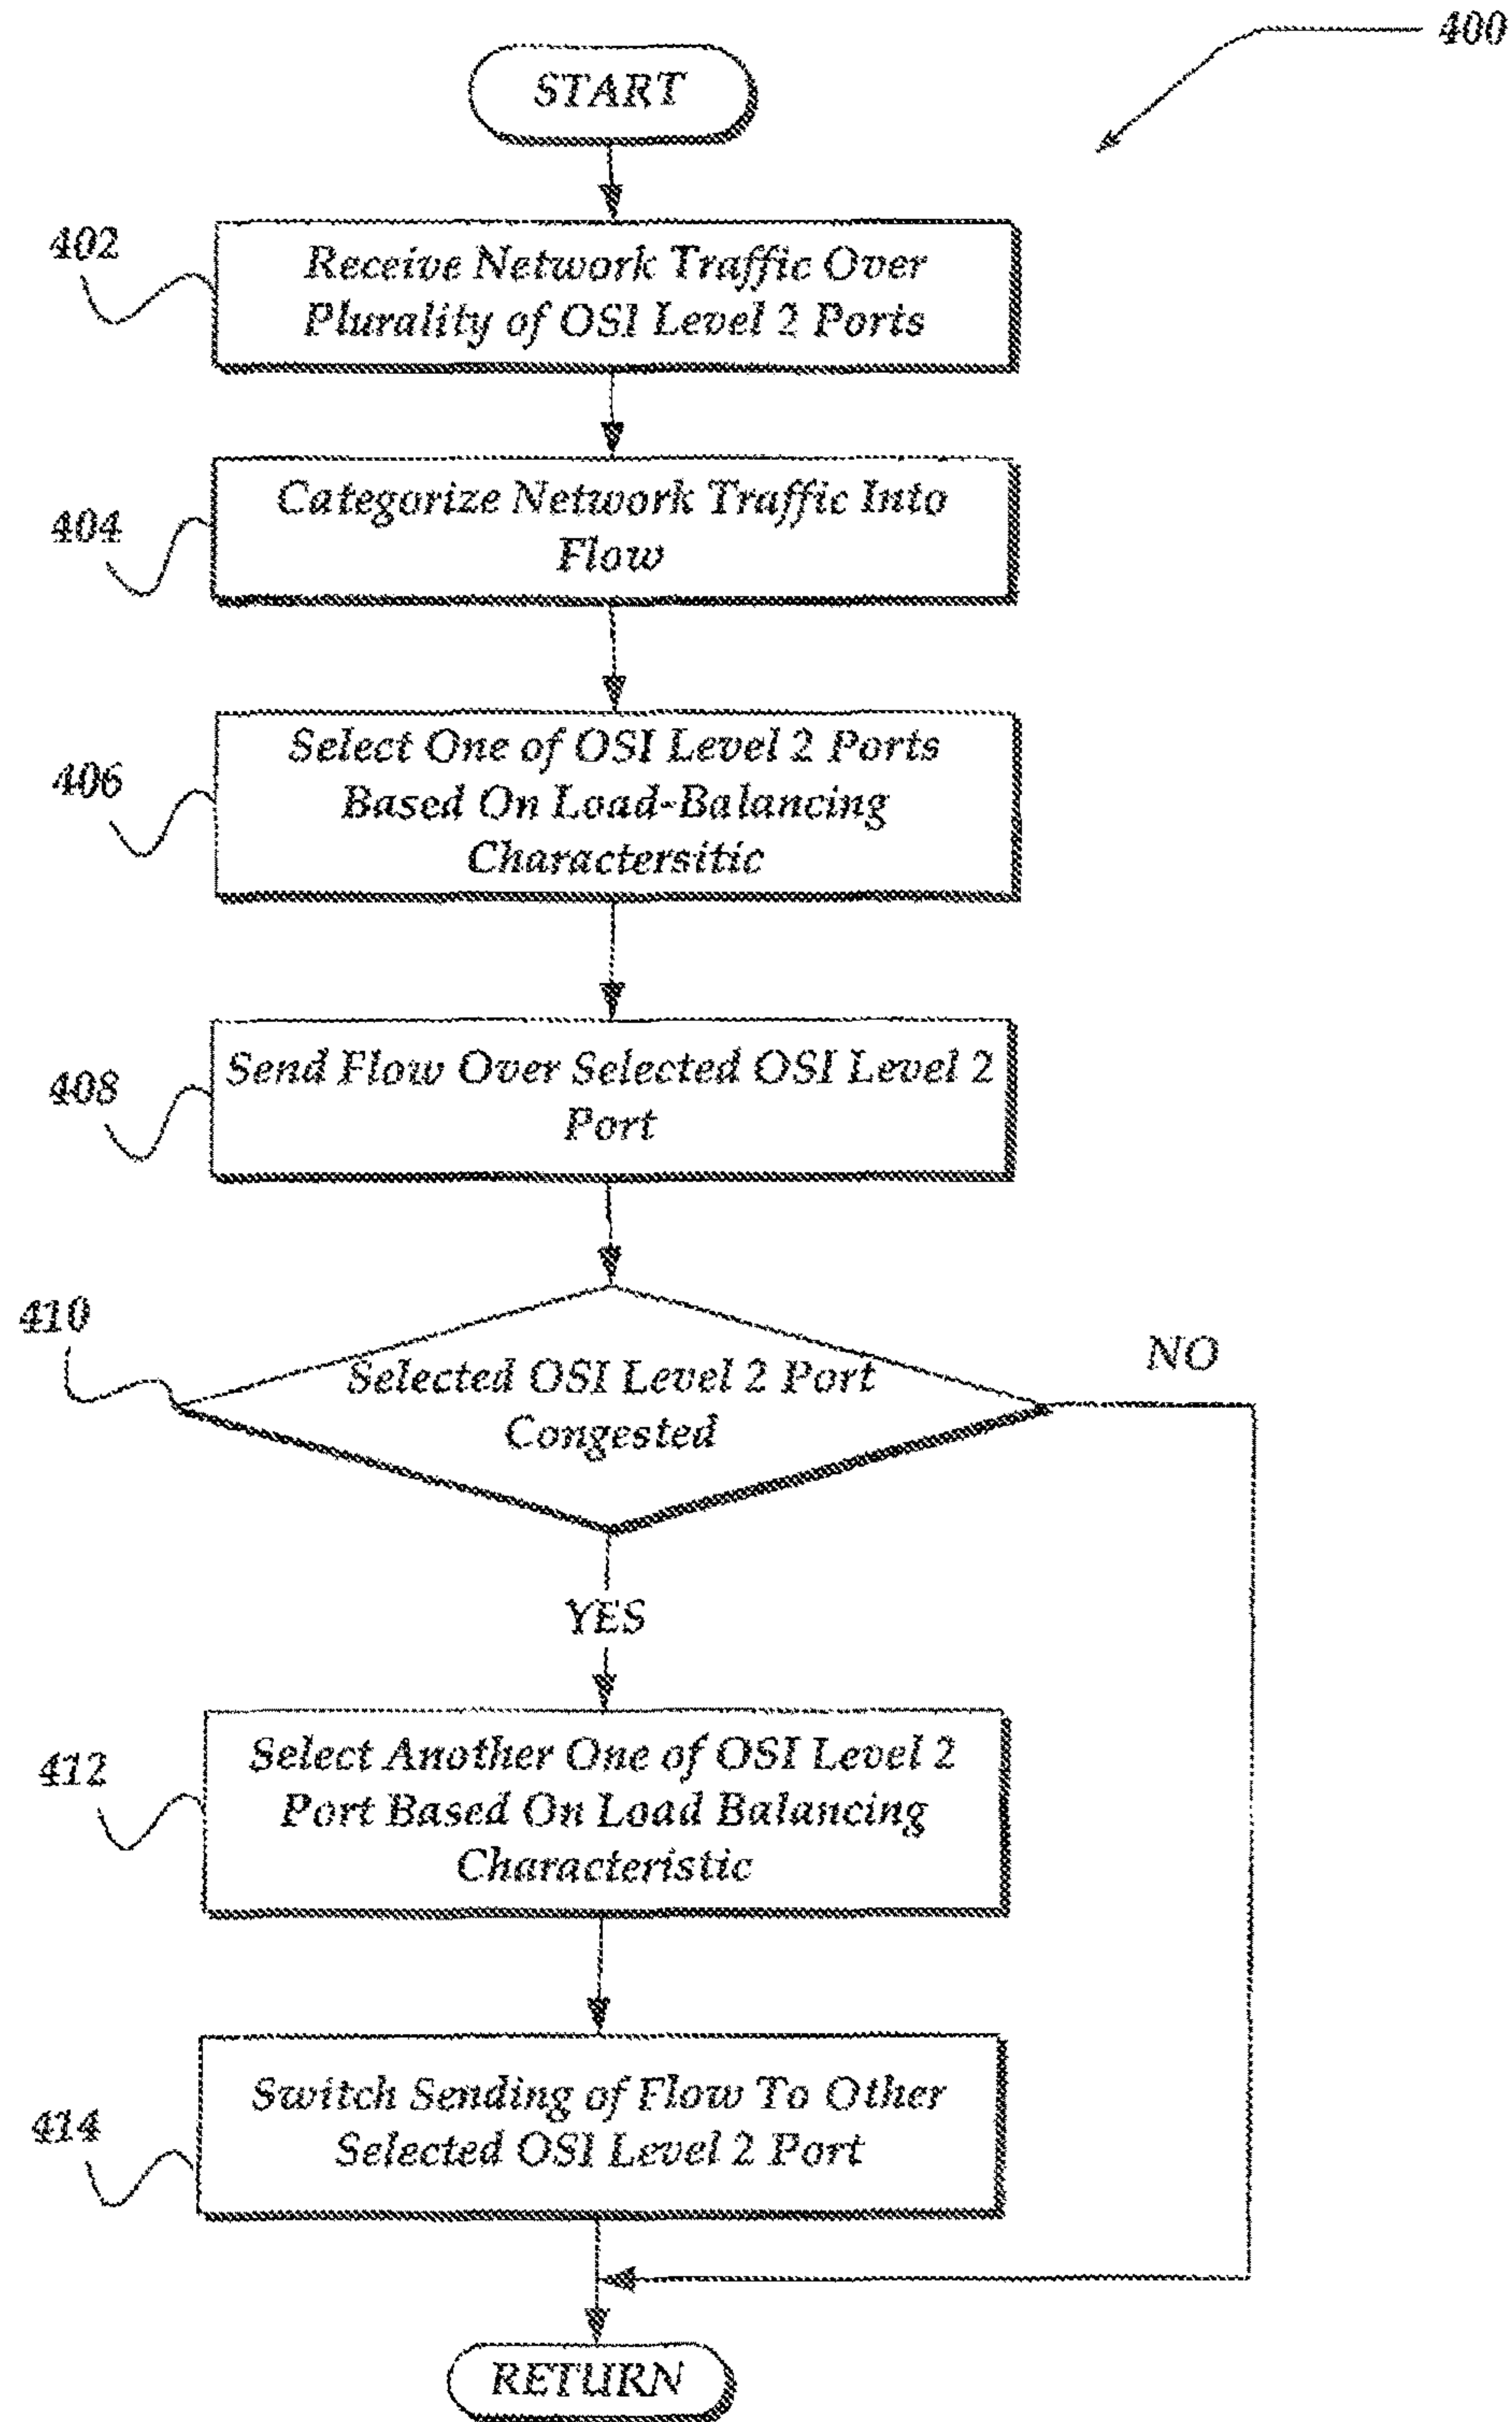 400
START
402
Receive Network Traffic Over
Plurality of OSI Level 2 Ports
404
Categorize Network Traffic Into
Flow
406
Select One of OSI Level 2 Ports
Based On Load-Balancing
Charactersitic
408
Send Flow Over Selected OSI Level 2
Port
410
Selected OSI Level 2 Port
Congested
NO
YES
412
Select Another One of OSI Level 2
Port Based On Load Balancing
Characteristic
414
Switch Sending of Flow To Other
Selected OSI Level 2 Port
RETURN